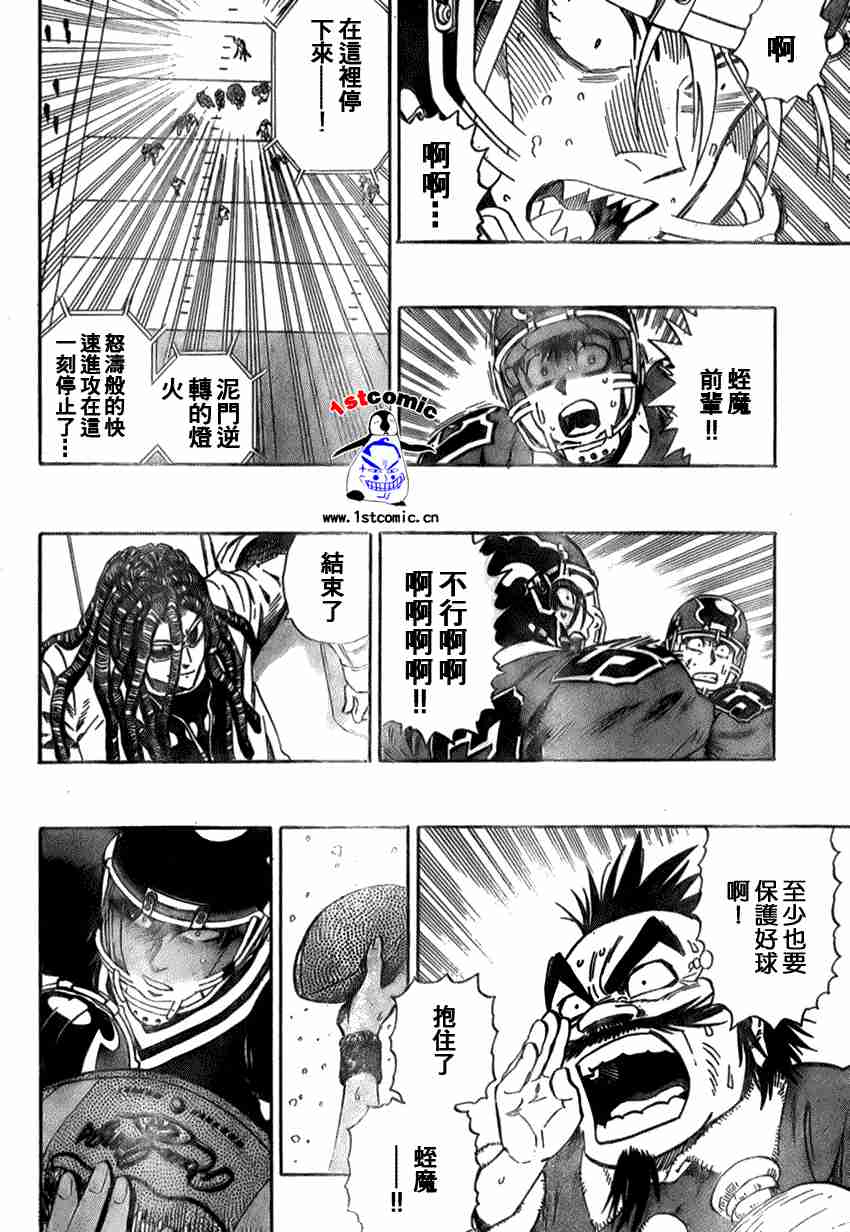 啊
啊啊…
在這裡停
下來——！
泥門逆
轉的燈
火
怒濤般的快
速進攻在這
一刻停止了…
蛭魔
前輩!!
1stcomic
www.1stcomic.cn
不行啊啊
啊啊啊啊!!
結束了
至少也要
保護好球
啊！
抱住了
蛭魔
——!!